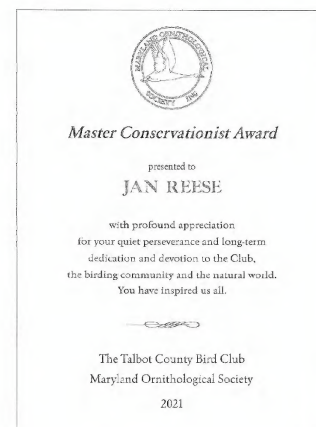 MARYLAND ORNITHOLOGICAL
SOCIETY INC
Master Conservationist Award
presented to
JAN REESE
with profound appreciation
for your quiet perseverance and long-term
dedication and devotion to the Club,
the birding community and the natural world.
You have inspired us all.
The Talbot County Bird Club
Maryland Ornithological Society
2021